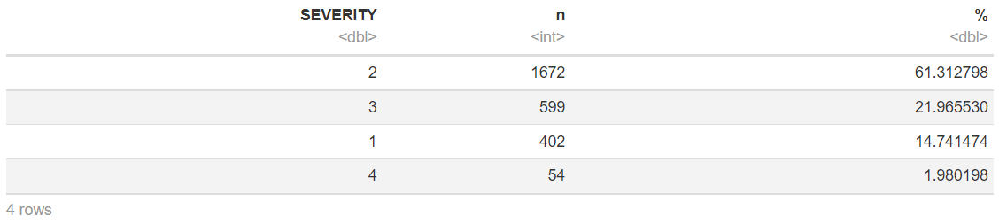 SEVERITY n %
<dbl> <int> <dbl>
2 1672 61.312798
3 599 21.965530
1 402 14.741474
4 54 1.980198
4 rows